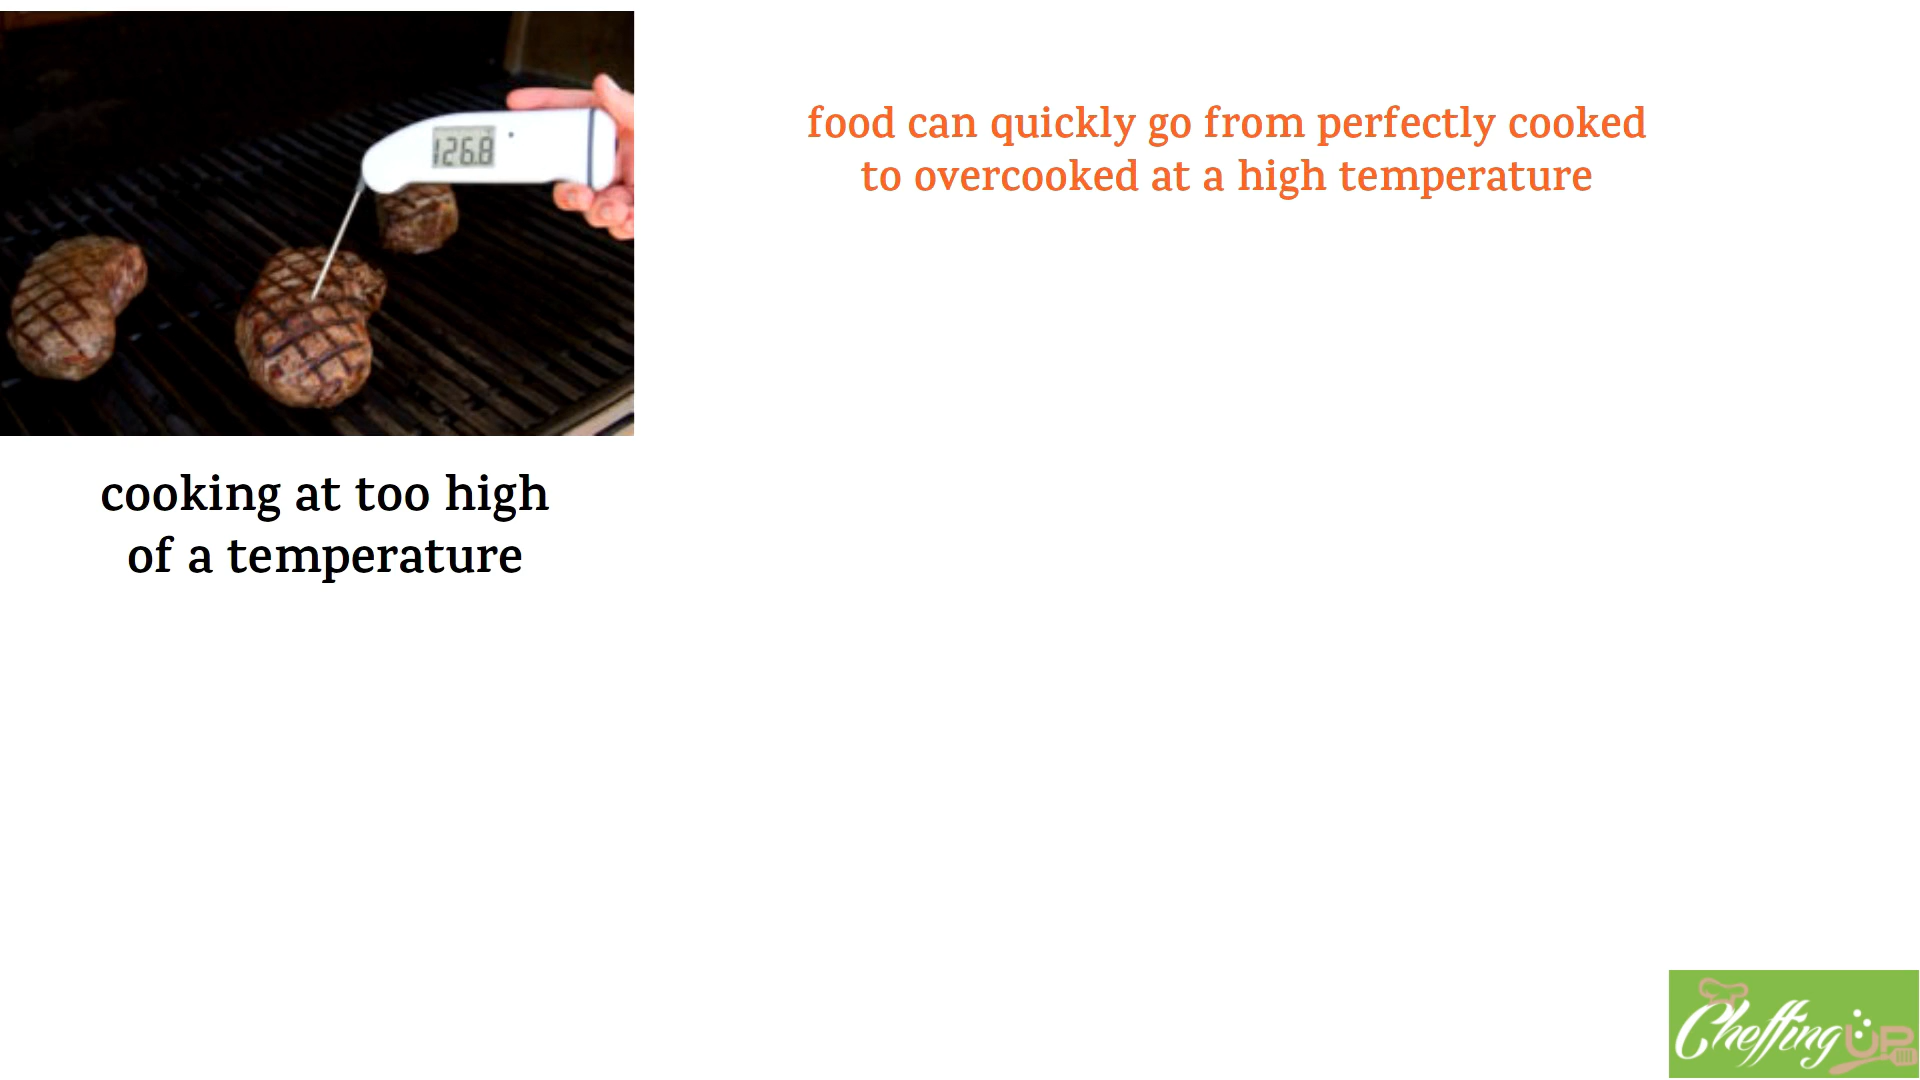 126.8
food can quickly go from perfectly cooked
to overcooked at a high temperature
cooking at too high
of a temperature
Cheffing UP